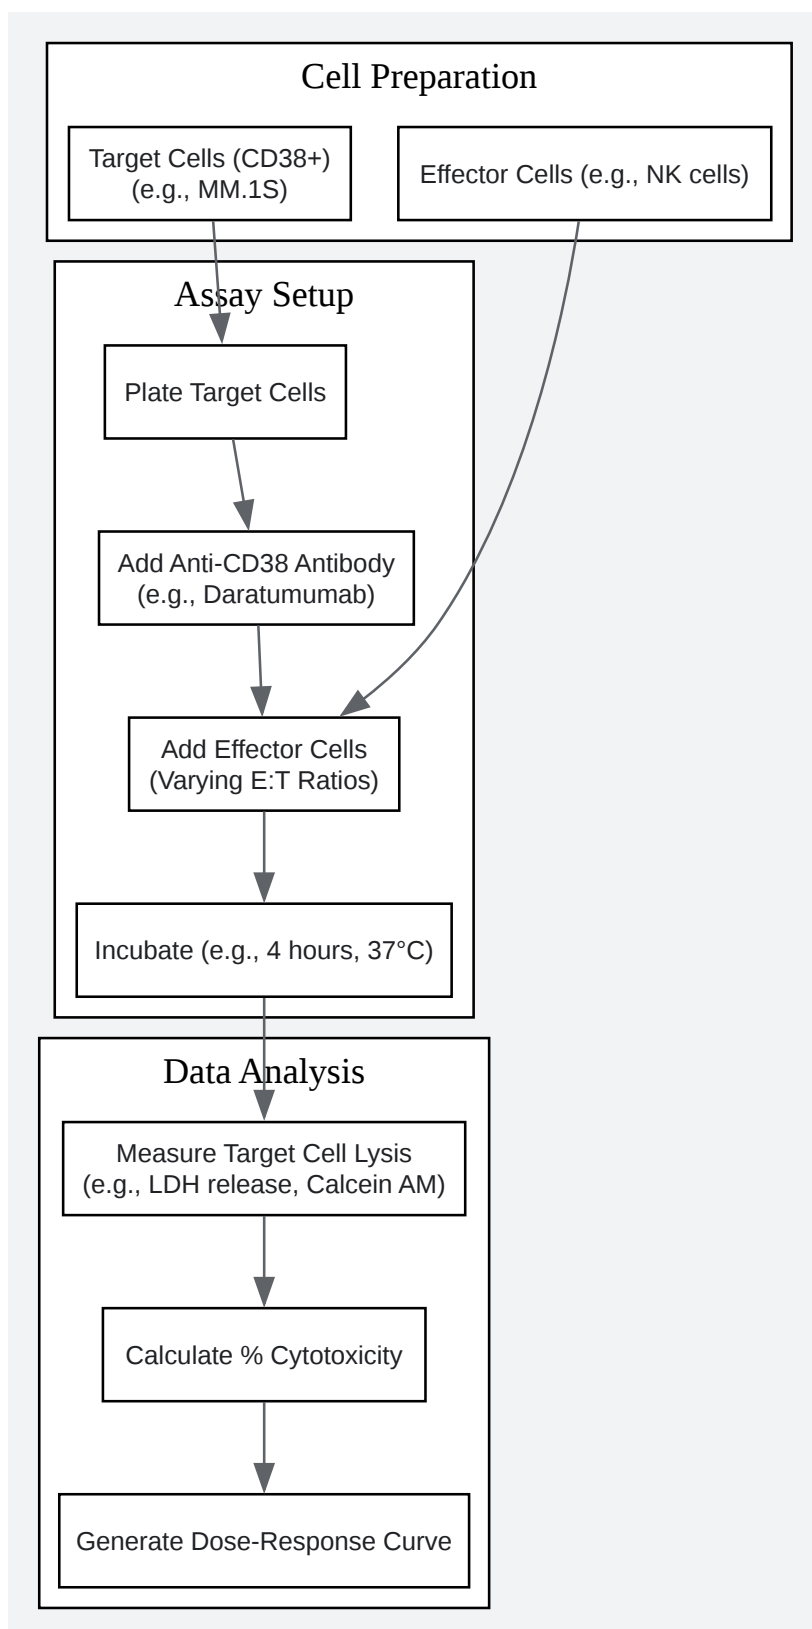 Cell Preparation
Target Cells (CD38+)
(e.g., MM.1S)
Effector Cells (e.g., NK cells)
Assay Setup
Plate Target Cells
Add Anti-CD38 Antibody
(e.g., Daratumumab)
Add Effector Cells
(Varying E:T Ratios)
Incubate (e.g., 4 hours, 37°C)
Data Analysis
Measure Target Cell Lysis
(e.g., LDH release, Calcein AM)
Calculate % Cytotoxicity
Generate Dose-Response Curve